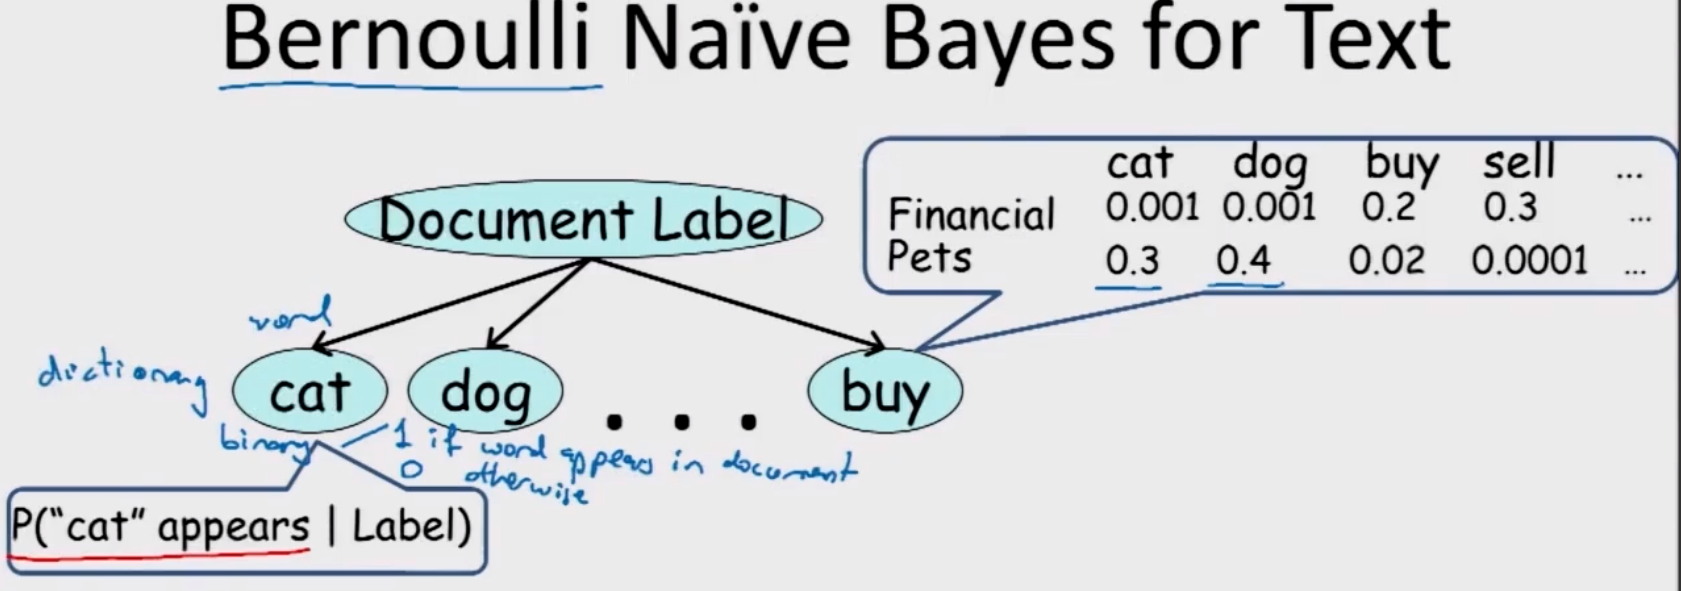 Bernoulli Naïve Bayes for Text
cat dog buy sell ...
Financial 0.001 0.001 0.2 0.3 ...
Pets 0.3 0.4 0.02 0.0001 ...
Document Label
word
dictionary
cat dog . . . buy
binary 1 if word appears in document
0 otherwise
P("cat" appears | Label)